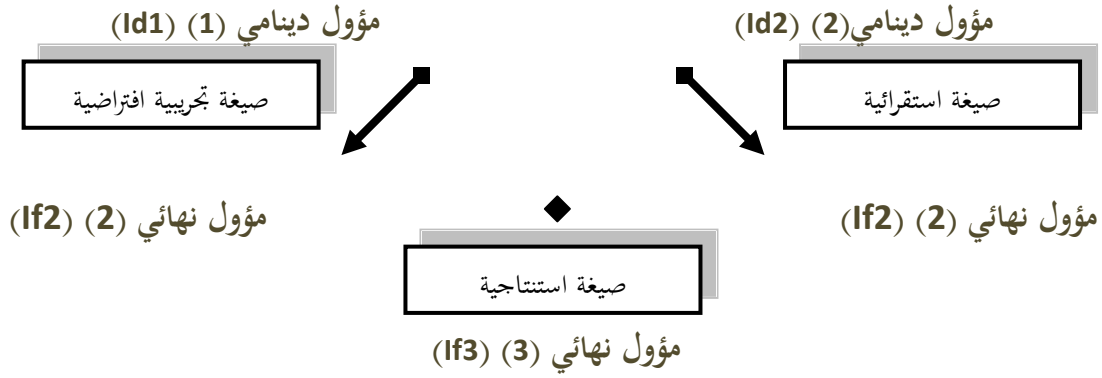 مؤول دينامي(2) (Id2)
مؤول دينامي (1) (Id1)
صيغة استقرائية
صيغة تجريبية افتراضية
مؤول نهائي (2) (If2)
مؤول نهائي (2) (If2)
صيغة استنتاجية
مؤول نهائي (3) (If3)